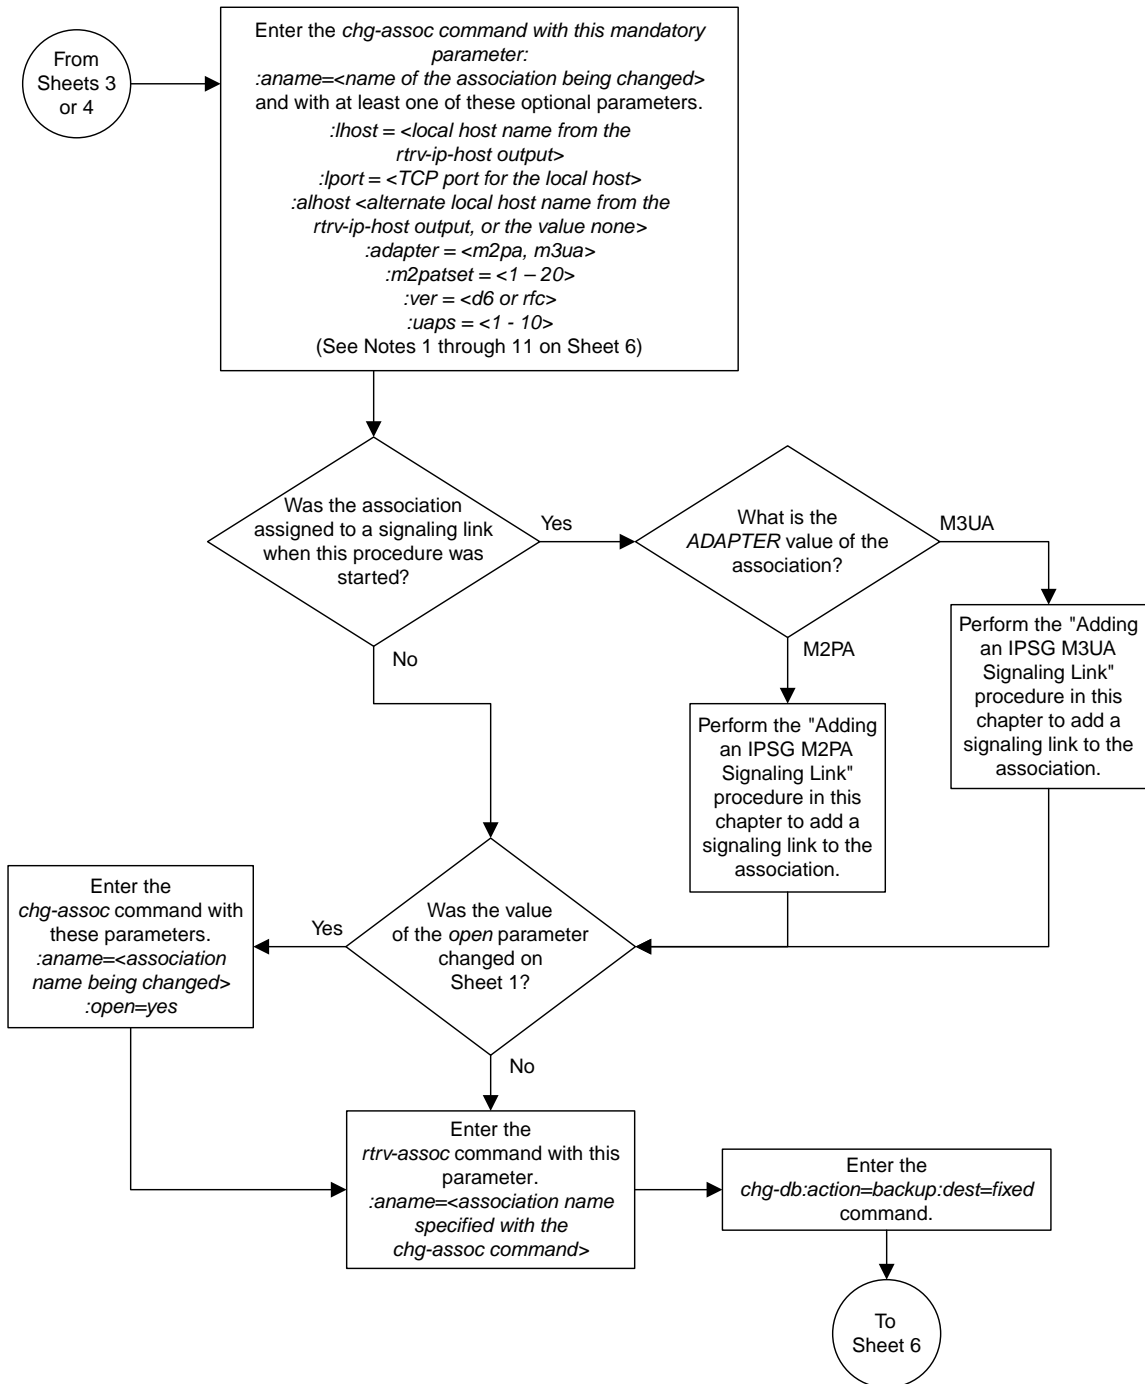 From
Sheets 3
or 4
Enter the chg-assoc command with this mandatory
parameter:
:aname=<name of the association being changed>
and with at least one of these optional parameters.
:lhost = <local host name from the
rtrv-ip-host output>
:lport = <TCP port for the local host>
:alhost <alternate local host name from the
rtrv-ip-host output, or the value none>
:adapter = <m2pa, m3ua>
:m2patset = <1 – 20>
:ver = <d6 or rfc>
:uaps = <1 - 10>
(See Notes 1 through 11 on Sheet 6)
Was the association
assigned to a signaling link
when this procedure was
started?
Yes
No
What is the
ADAPTER value of the
association?
M3UA
M2PA
Perform the "Adding
an IPSG M3UA
Signaling Link"
procedure in this
chapter to add a
signaling link to the
association.
Perform the "Adding
an IPSG M2PA
Signaling Link"
procedure in this
chapter to add a
signaling link to the
association.
Was the value
of the open parameter
changed on
Sheet 1?
Yes
No
Enter the
chg-assoc command with
these parameters.
:aname=<association
name being changed>
:open=yes
Enter the
rtrv-assoc command with this
parameter.
:aname=<association name
specified with the
chg-assoc command>
Enter the
chg-db:action=backup:dest=fixed
command.
To
Sheet 6